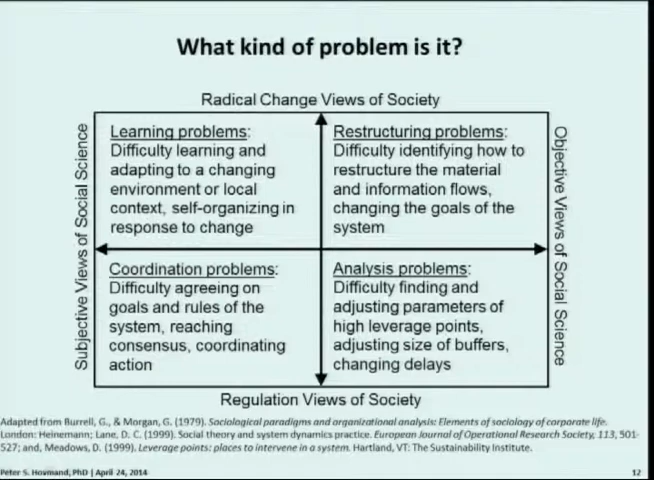 What kind of problem is it?
Radical Change Views of Society
Subjective Views of Social Science
Learning problems:
Difficulty learning and
adapting to a changing
environment or local
context, self-organizing in
response to change
Restructuring problems:
Difficulty identifying how to
restructure the material
and information flows,
changing the goals of the
system
Objective Views of Social Science
Coordination problems:
Difficulty agreeing on
goals and rules of the
system, reaching
consensus, coordinating
action
Analysis problems:
Difficulty finding and
adjusting parameters of
high leverage points,
adjusting size of buffers,
changing delays
Regulation Views of Society
Adapted from Burrell, G., & Morgan, G. (1979). Sociological paradigms and organizational analysis: Elements of sociology of corporate life.
London: Heinemann; Lane, D. C. (1999). Social theory and system dynamics practice. European Journal of Operational Research Society, 113, 501-
527; and, Meadows, D. (1999). Leverage points: places to intervene in a system. Hartland, VT: The Sustainability Institute.
Peter S. Hovmand, PhD | April 24, 2014
12